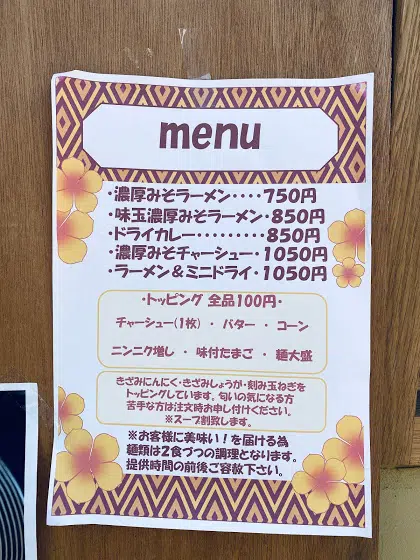 menu
・濃厚みそラーメン・・・・750円
・味玉濃厚みそラーメン・850円
・ドライカレー・・・・・・・・・850円
・濃厚みそチャーシュー・1050円
・ラーメン＆ミニドライ・1050円
・トッピング 全品100円・
チャーシュー(1枚) ・ バター ・ コーン
ニンニク増し ・ 味付たまご ・ 麺大盛
きざみにんにく・きざみしょうが・刻み玉ねぎを
トッピングしています。匂いの気になる方
苦手な方は注文時お申し付けください。
※スープ割致します。
※お客様に美味い！を届ける為
麺類は2食づつの調理となります。
提供時間の前後ご容赦下さい。